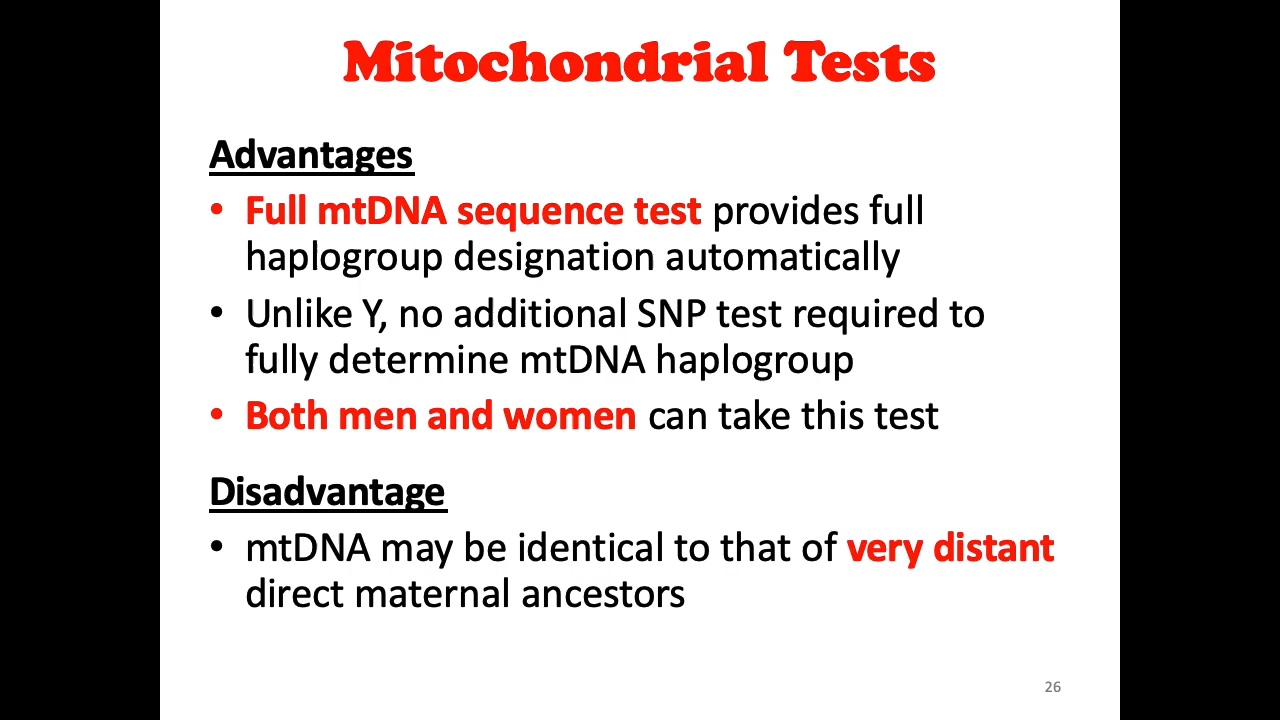 Mitochondrial Tests
Advantages
• Full mtDNA sequence test provides full
haplogroup designation automatically
• Unlike Y, no additional SNP test required to
fully determine mtDNA haplogroup
• Both men and women can take this test
Disadvantage
• mtDNA may be identical to that of very distant
direct maternal ancestors
26